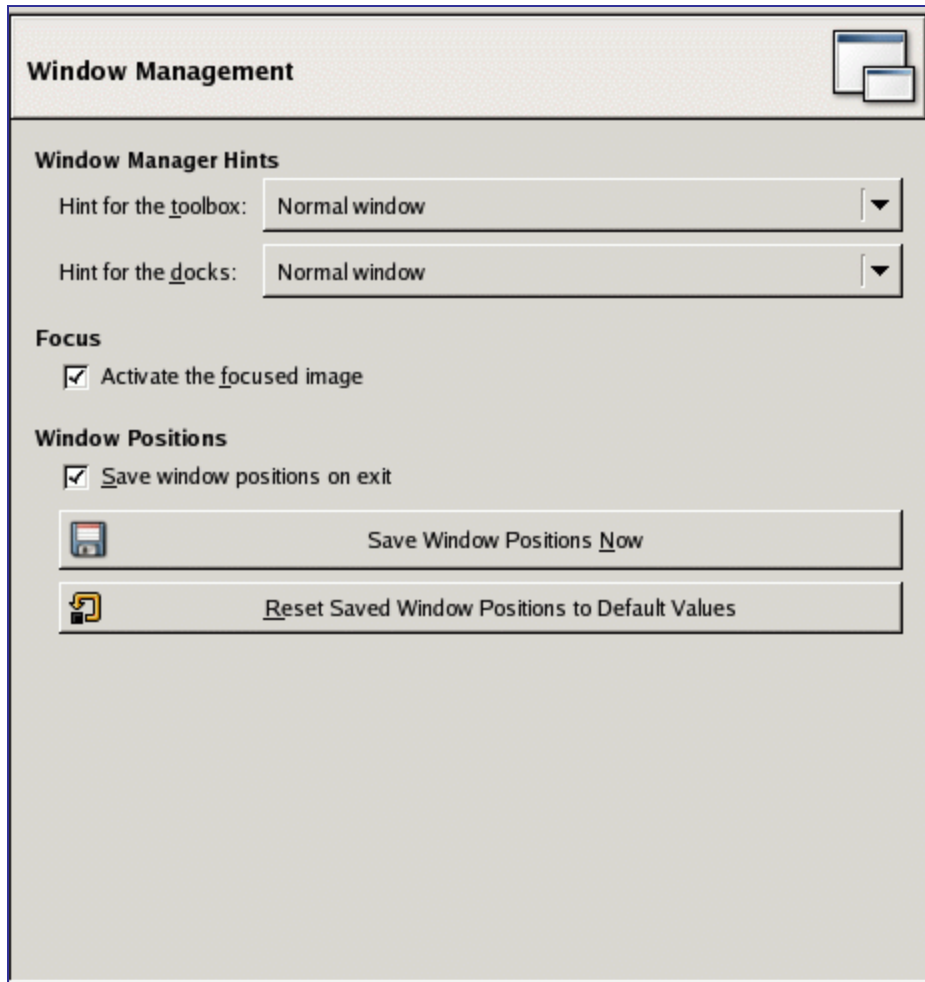 Window Management
Window Manager Hints
Hint for the toolbox: Normal window
Hint for the docks: Normal window
Focus
Activate the focused image
Window Positions
Save window positions on exit
Save Window Positions Now
Reset Saved Window Positions to Default Values